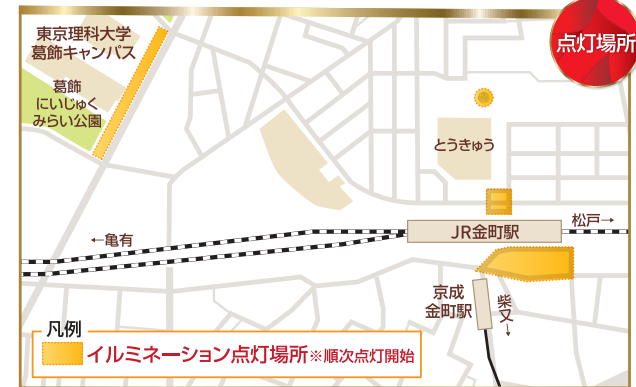 点灯場所
東京理科大学
葛飾キャンパス
葛飾
にいじゅく
みらい公園
とうきゅう
JR金町駅
松戸→
←亀有
京成
金町駅
柴又→
凡例
イルミネーション点灯場所※順次点灯開始